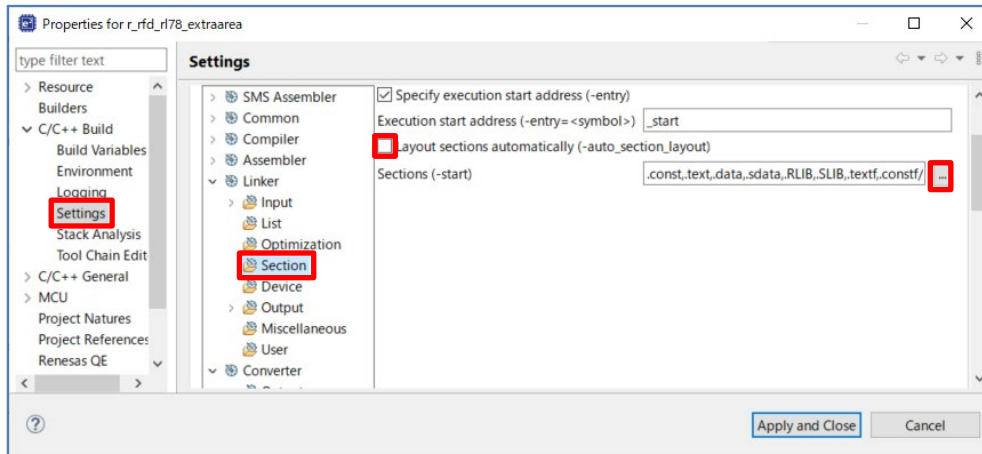 Properties for r_rfd_rl78_extraarea
type filter text
Resource
Builders
C/C++ Build
Build Variables
Environment
Logging
Settings
Stack Analysis
Tool Chain Edit
C/C++ General
MCU
Project Natures
Project References
Renesas QE
Settings
SMS Assembler
Common
Compiler
Assembler
Linker
Input
List
Optimization
Section
Device
Output
Miscellaneous
User
Converter
Specify execution start address (-entry)
Execution start address (-entry=<symbol>) _start
Layout sections automatically (-auto_section_layout)
Sections (-start) .const,.text,.data,.sdata,.RLIB,.SLIB,.textf,.constf/ ...
Apply and Close Cancel